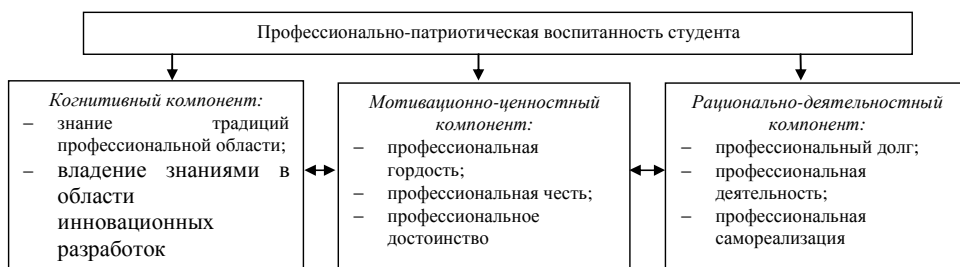 Профессионально-патриотическая воспитанность студента
Когнитивный компонент:
– знание традиций
профессиональной области;
– владение знаниями в
области
инновационных
разработок
Мотивационно-ценностный
компонент:
– профессиональная
гордость;
– профессиональная честь;
– профессиональное
достоинство
Рационально-деятельностный
компонент:
– профессиональный долг;
– профессиональная
деятельность;
– профессиональная
самореализация